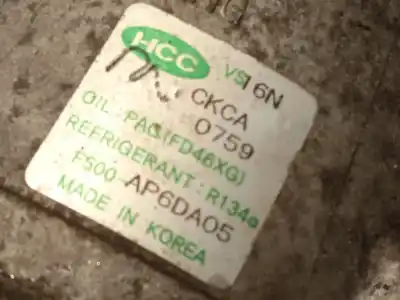 HCC VS16N
CKCA
0759
OIL: PAG(FD46XG)
REFRIGERANT: R134a
F500-AP6DA05
MADE IN KOREA